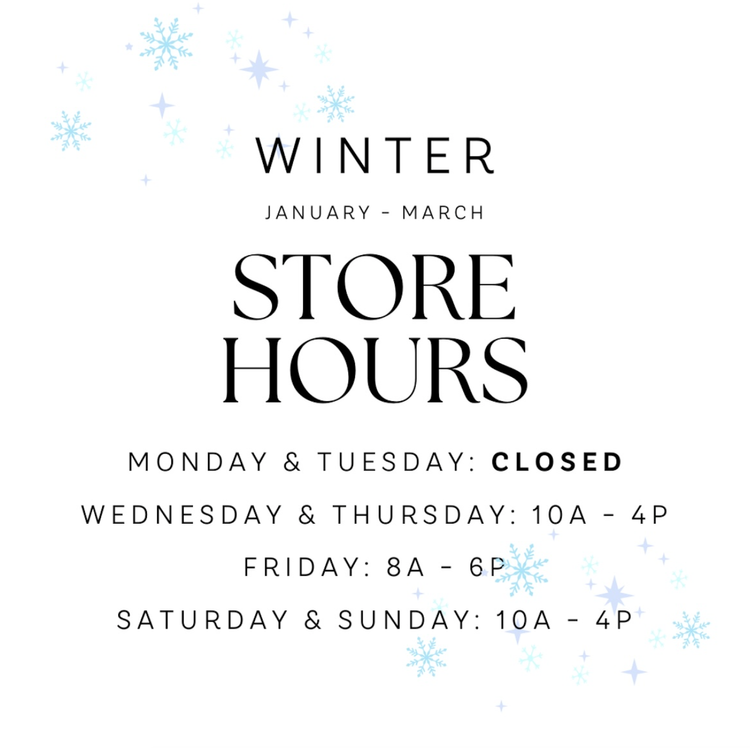 WINTER
JANUARY - MARCH
STORE
HOURS
MONDAY & TUESDAY: CLOSED
WEDNESDAY & THURSDAY: 10A - 4P
FRIDAY: 8A - 6P
SATURDAY & SUNDAY: 10A - 4P